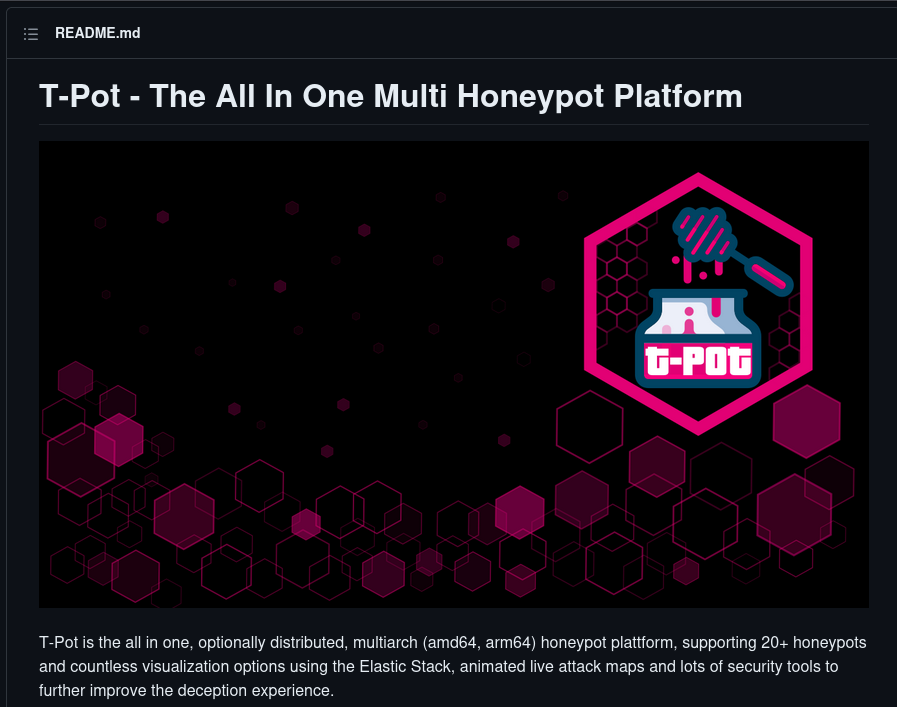 README.md
T-Pot - The All In One Multi Honeypot Platform
t-POt
T-Pot is the all in one, optionally distributed, multiarch (amd64, arm64) honeypot plattform, supporting 20+ honeypots
and countless visualization options using the Elastic Stack, animated live attack maps and lots of security tools to
further improve the deception experience.